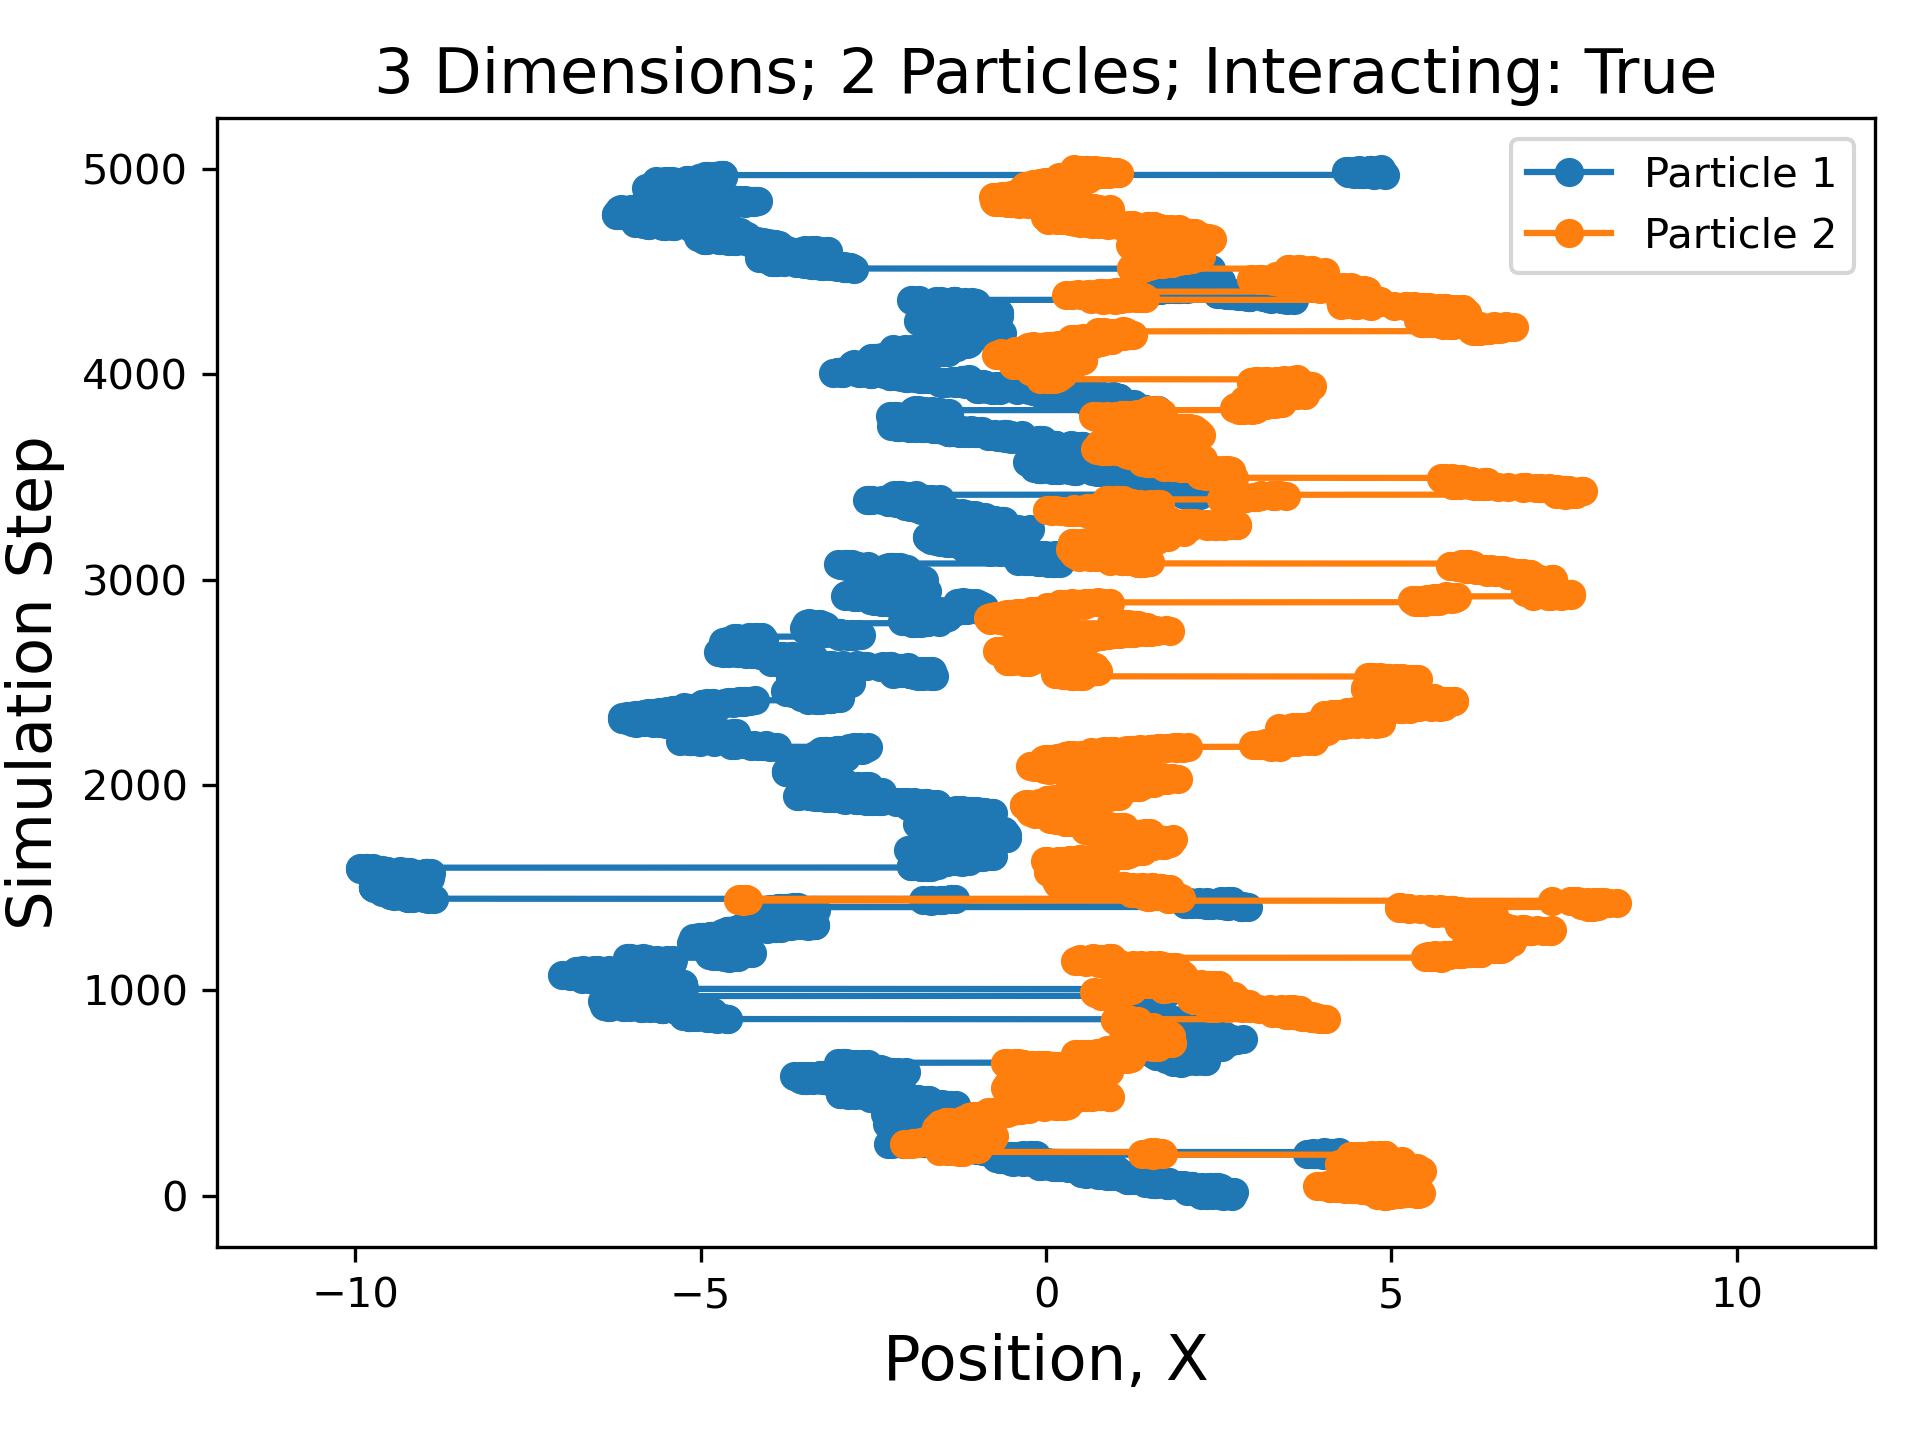 3 Dimensions; 2 Particles; Interacting: True
Particle 1
Particle 2
5000
4000
3000
2000
1000
0
Simulation Step
−10
−5
0
5
10
Position, X